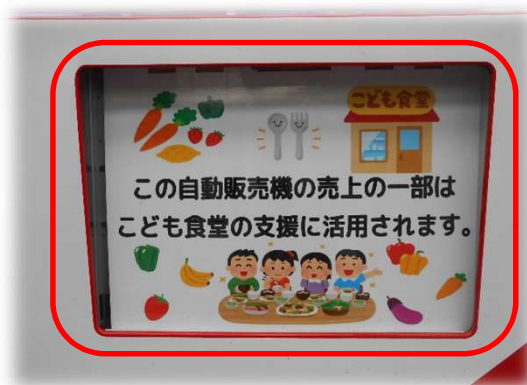 こども食堂
この自動販売機の売上の一部は
こども食堂の支援に活用されます。